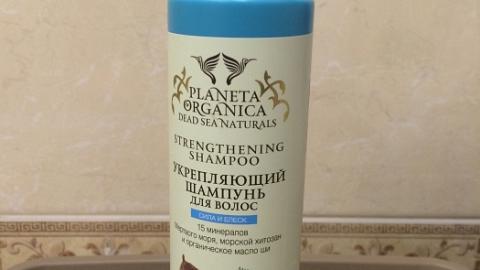 PLANETA
ORGANICA
DEAD SEA NATURALS
STRENGTHENING
SHAMPOO
УКРЕПЛЯЮЩИЙ
ШАМПУНЬ
ДЛЯ ВОЛОС
СИЛА И БЛЕСК
15 минералов
Мертвого моря, морской хитозан
и органическое масло ши